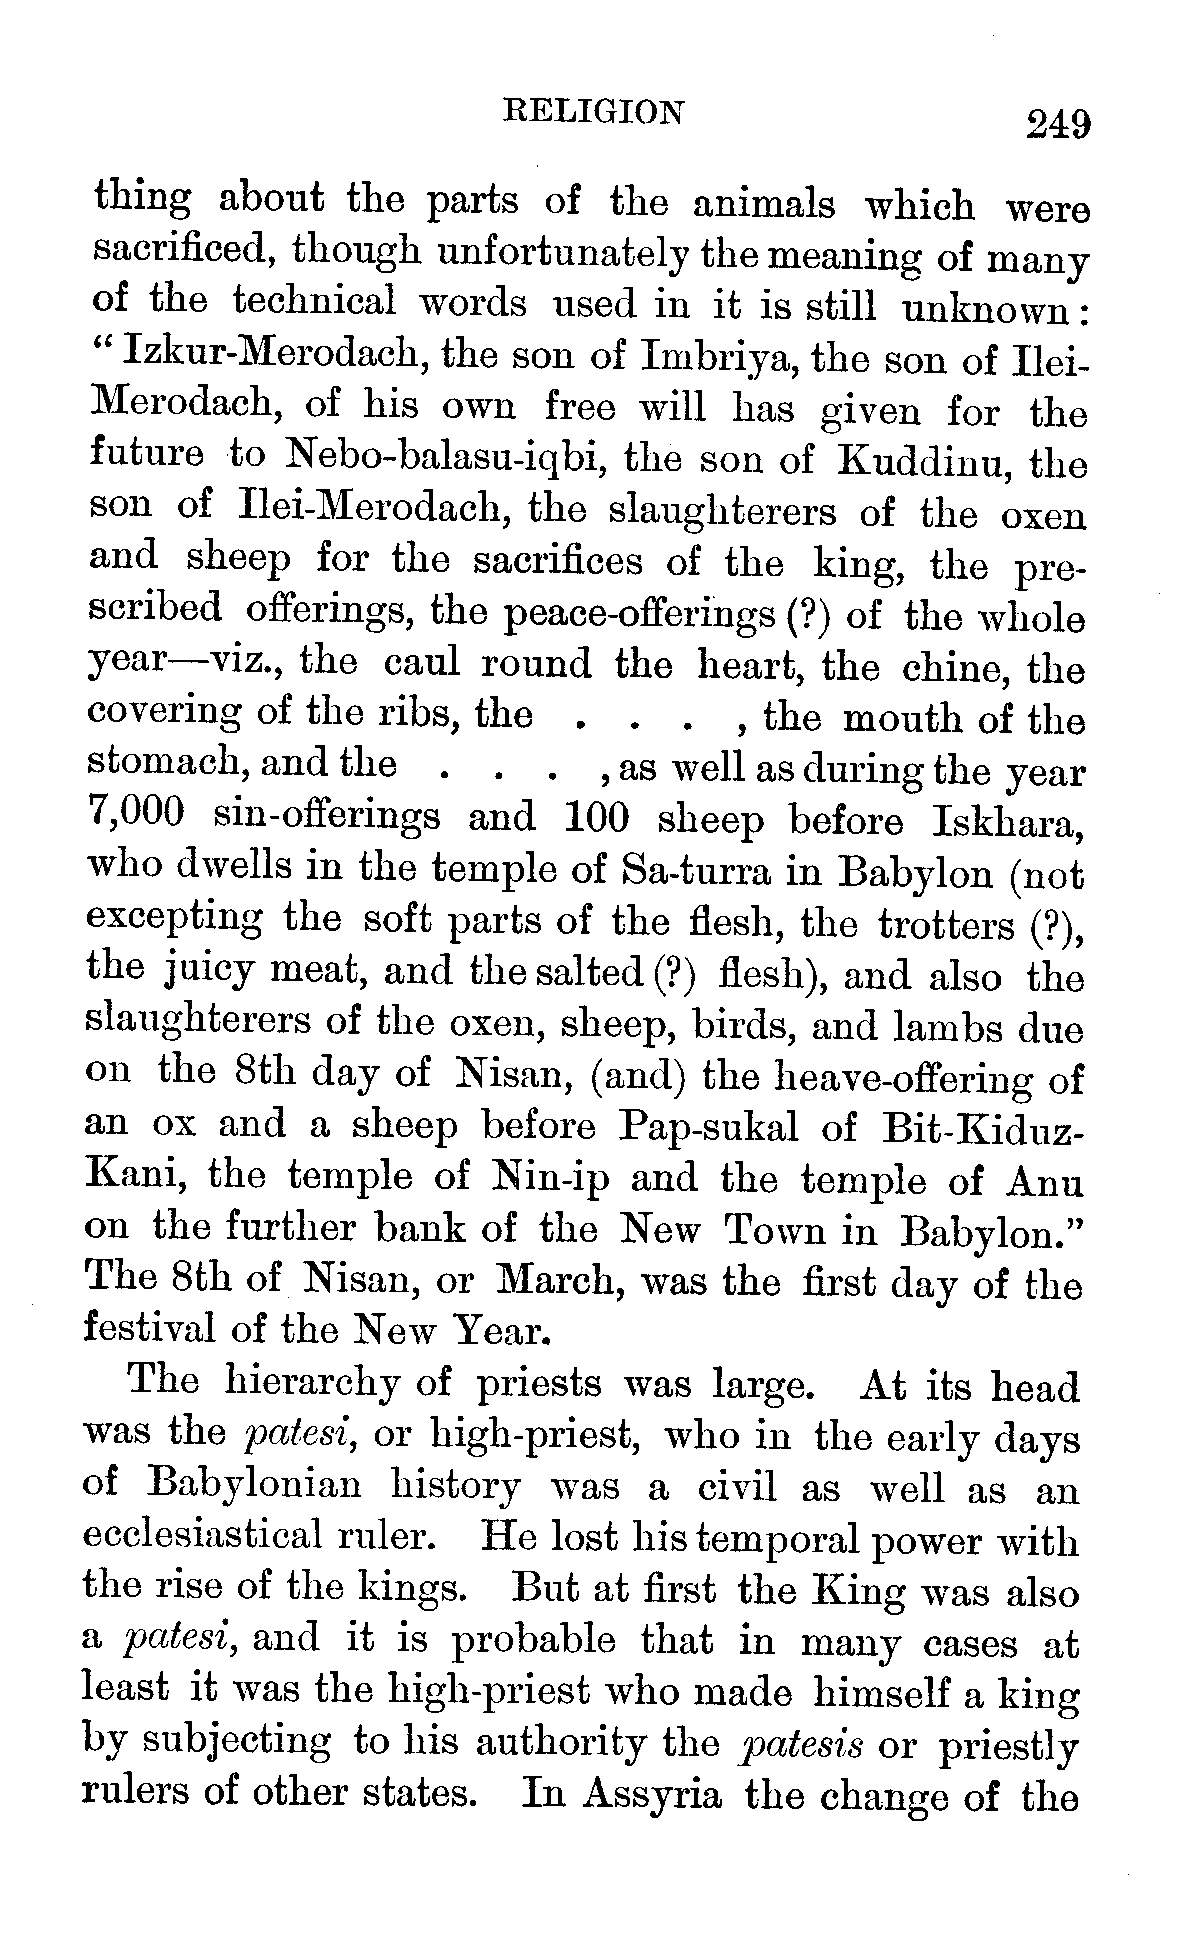 RELIGION 249
thing about the parts of the animals which were
sacrificed, though unfortunately the meaning of many
of the technical words used in it is still unknown :
“ Izkur-Merodach, the son of Imbriya, the son of Ilei-
Merodach, of his own free will has given for the
future to Nebo-balasu-iqbi, the son of Kuddinu, the
son of Ilei-Merodach, the slaughterers of the oxen
and sheep for the sacrifices of the king, the pre-
scribed offerings, the peace-offerings (?) of the whole
year—viz., the caul round the heart, the chine, the
covering of the ribs, the . . . , the mouth of the
stomach, and the . . . , as well as during the year
7,000 sin-offerings and 100 sheep before Iskhara,
who dwells in the temple of Sa-turra in Babylon (not
excepting the soft parts of the flesh, the trotters (?),
the juicy meat, and the salted (?) flesh), and also the
slaughterers of the oxen, sheep, birds, and lambs due
on the 8th day of Nisan, (and) the heave-offering of
an ox and a sheep before Pap-sukal of Bit-Kiduz-
Kani, the temple of Nin-ip and the temple of Anu
on the further bank of the New Town in Babylon.”
The 8th of Nisan, or March, was the first day of the
festival of the New Year.
The hierarchy of priests was large. At its head
was the patesi, or high-priest, who in the early days
of Babylonian history was a civil as well as an
ecclesiastical ruler. He lost his temporal power with
the rise of the kings. But at first the King was also
a patesi, and it is probable that in many cases at
least it was the high-priest who made himself a king
by subjecting to his authority the patesis or priestly
rulers of other states. In Assyria the change of the